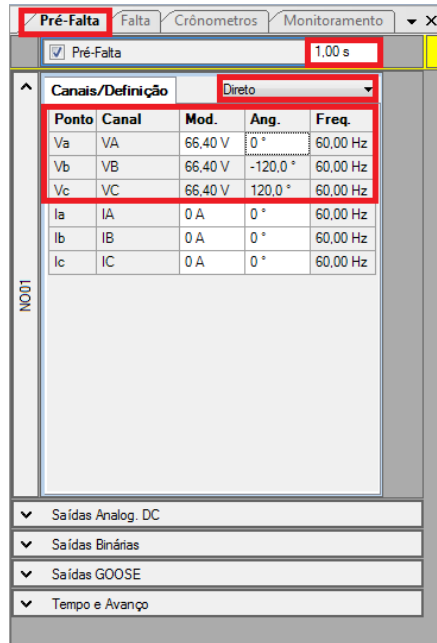 Pré-Falta Falta Crônometros Monitoramento
Pré-Falta 1,00 s
Canais/Definição Direto
Ponto Canal Mod. Ang. Freq.
Va VA 66,40 V 0 ° 60,00 Hz
Vb VB 66,40 V -120,0 ° 60,00 Hz
Vc VC 66,40 V 120,0 ° 60,00 Hz
Ia IA 0 A 0 ° 60,00 Hz
Ib IB 0 A 0 ° 60,00 Hz
Ic IC 0 A 0 ° 60,00 Hz
NO01
Saídas Analog. DC
Saídas Binárias
Saídas GOOSE
Tempo e Avanço